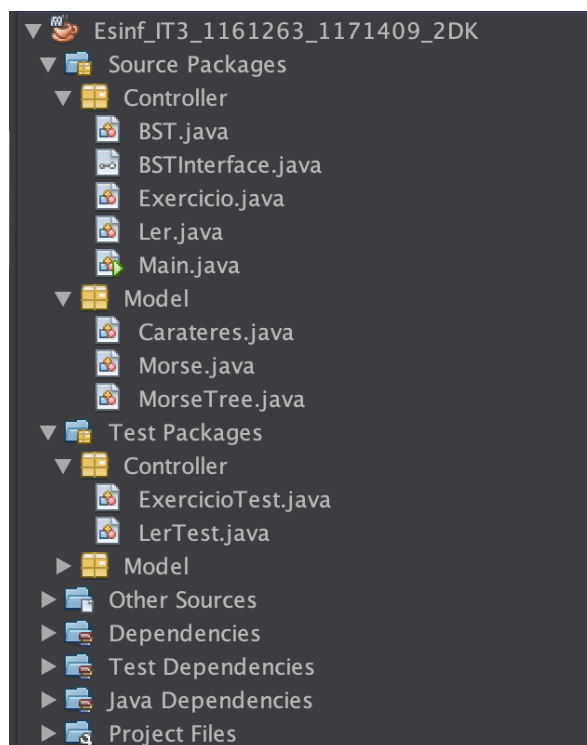 Esinf_IT3_1161263_1171409_2DK
Source Packages
Controller
BST.java
BSTInterface.java
Exercicio.java
Ler.java
Main.java
Model
Carateres.java
Morse.java
MorseTree.java
Test Packages
Controller
ExercicioTest.java
LerTest.java
Model
Other Sources
Dependencies
Test Dependencies
Java Dependencies
Project Files